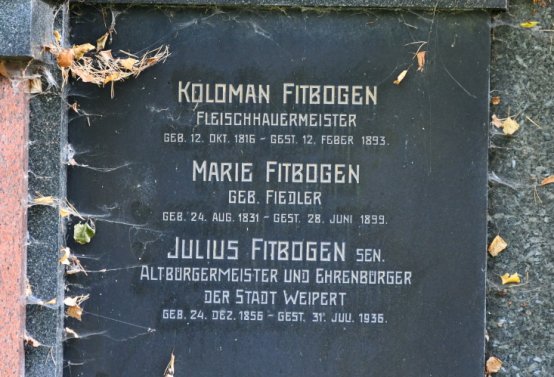 KOLOMAN FITBOGEN
FLEISCHHAUERMEISTER
GEB. 12. OKT. 1816 - GEST. 12. FEBER 1893.
MARIE FITBOGEN
GEB. FIEDLER
GEB. 24. AUG. 1831 - GEST. 28. JUNI 1899.
JULIUS FITBOGEN SEN.
ALTBÜRGERMEISTER UND EHRENBÜRGER
DER STADT WEIPERT
GEB. 24. DEZ. 1856 - GEST. 31. JULI 1936.